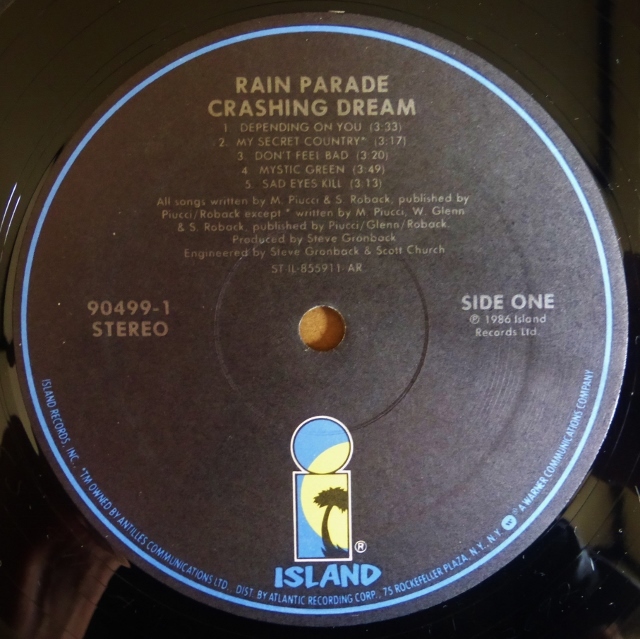 RAIN PARADE
CRASHING DREAM
1. DEPENDING ON YOU (3:33)
2. MY SECRET COUNTRY* (3:17)
3. DON'T FEEL BAD (3:20)
4. MYSTIC GREEN (3:49)
5. SAD EYES KILL (3:13)
All songs written by M. Piucci & S. Roback, published by
Piucci/Roback except * written by M. Piucci, W. Glenn
& S. Roback, published by Piucci/Glenn/Roback.
Produced by Steve Gronback
Engineered by Steve Gronback & Scott Church
ST-IL-855911-AR
90499-1
STEREO
SIDE ONE
℗ 1986 Island
Records Ltd.
®
ISLAND
ISLAND RECORDS, INC., *TM OWNED BY ANTILLES COMMUNICATIONS LTD., DIST. BY ATLANTIC RECORDING CORP., 75 ROCKEFELLER PLAZA, N.Y., N.Y. ® A WARNER COMMUNICATIONS COMPANY